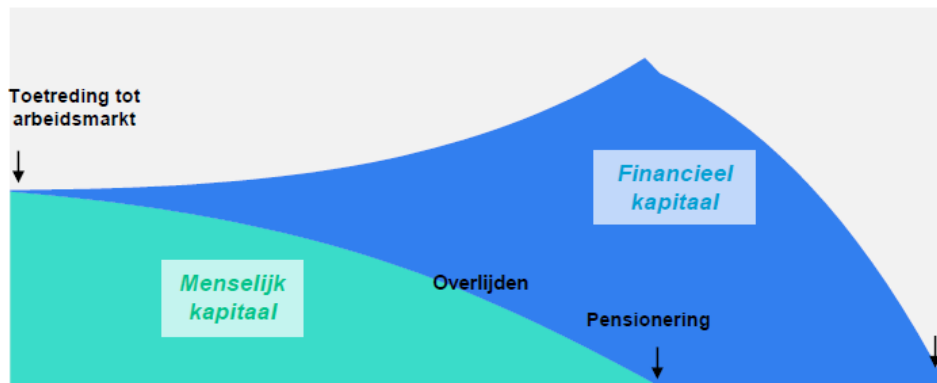 Toetreding tot
arbeidsmarkt
Financieel
kapitaal
Menselijk
kapitaal
Overlijden
Pensionering